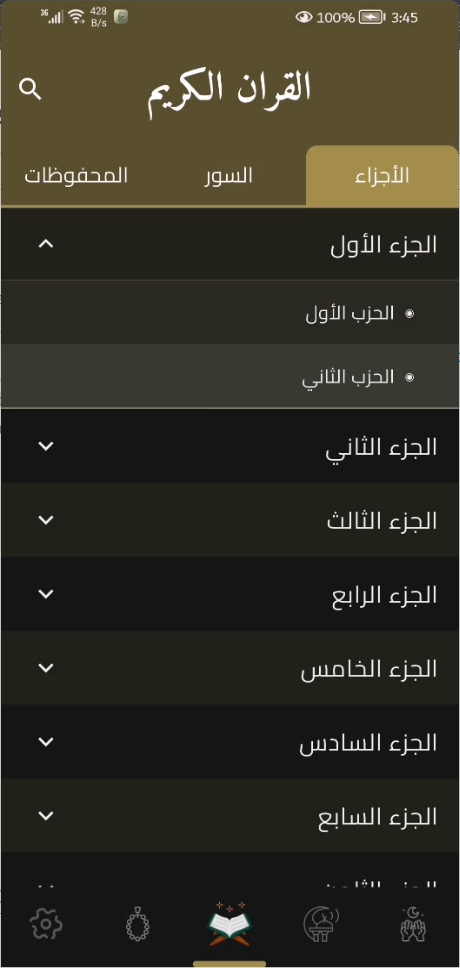 3G 428 B/s 100% 3:45
القران الكريم
الأجزاء السور المحفوظات
الجزء الأول
الحزب الأول
الحزب الثاني
الجزء الثاني
الجزء الثالث
الجزء الرابع
الجزء الخامس
الجزء السادس
الجزء السابع